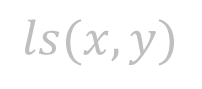 ls(x, y)